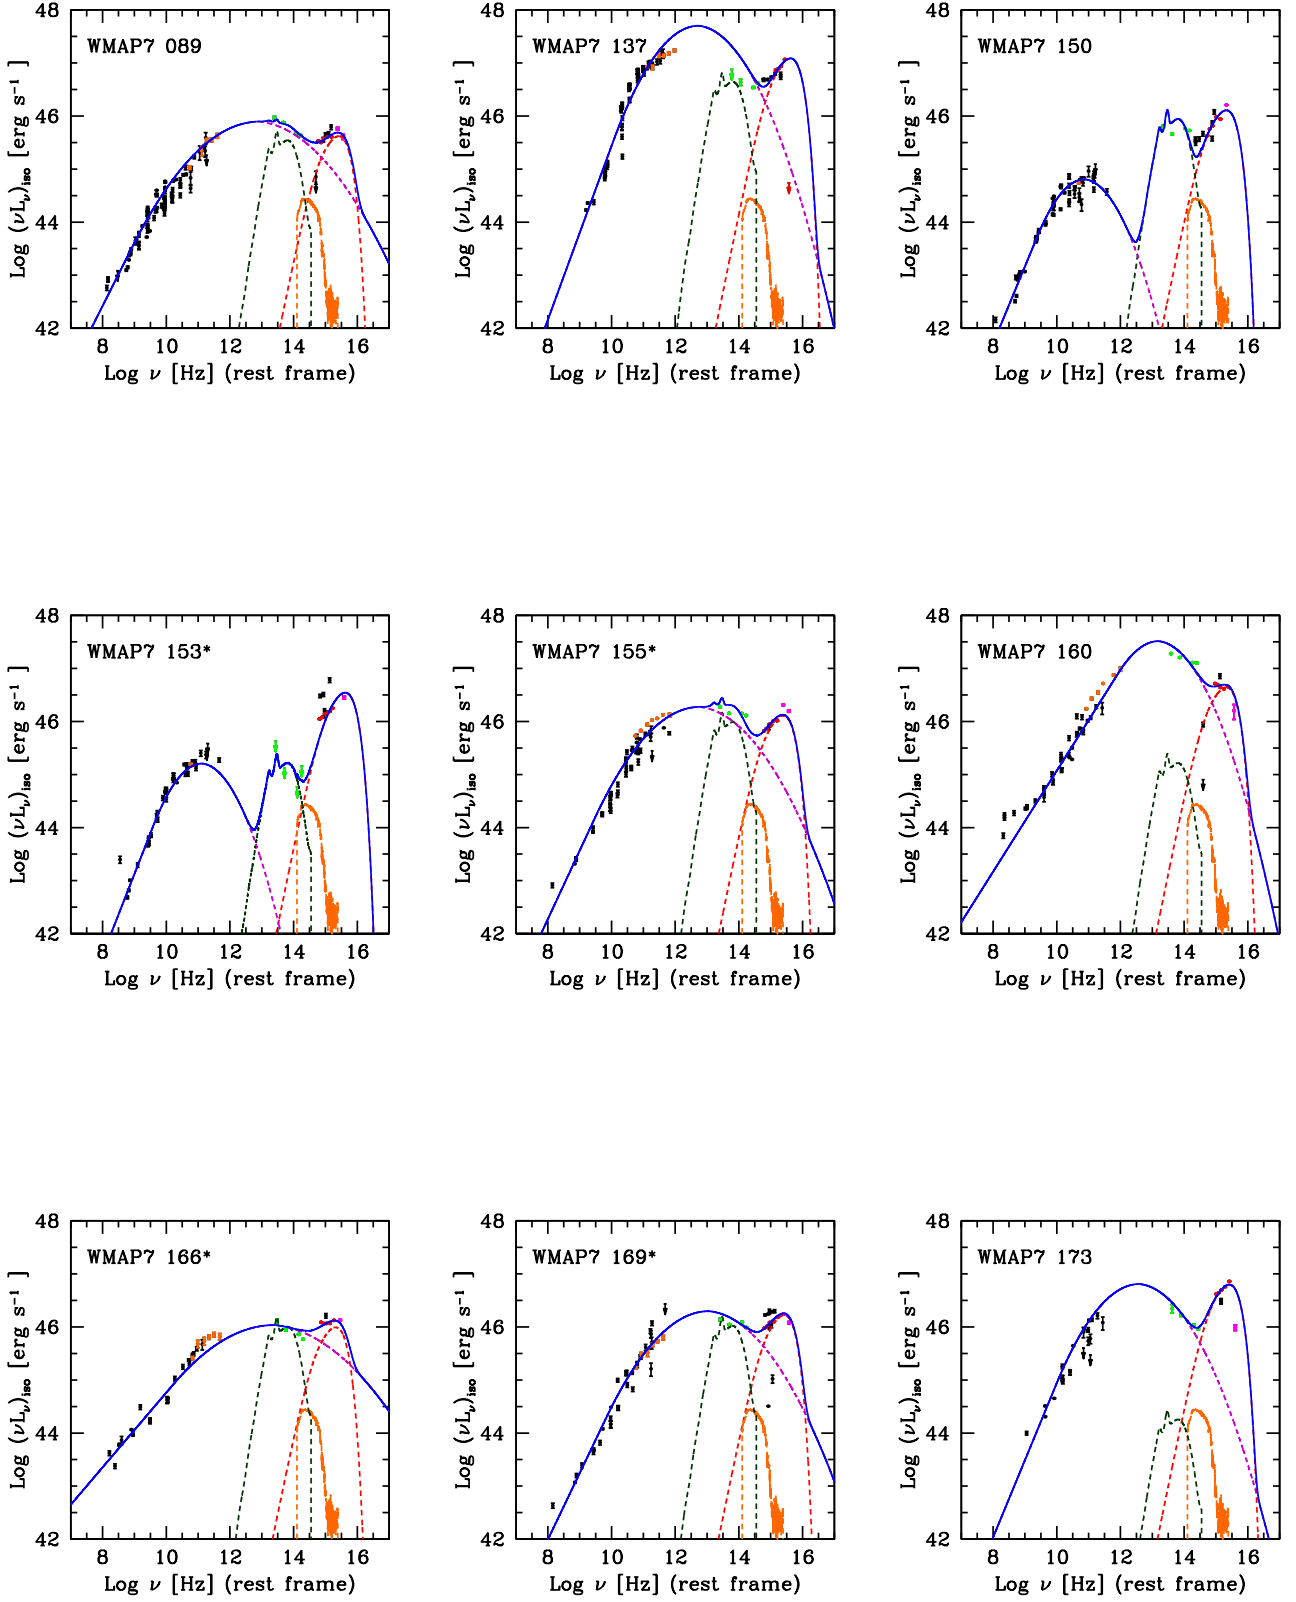 WMAP7 089
Log (νLν)iso [erg s⁻¹]
48
46
44
42
8 10 12 14 16
Log ν [Hz] (rest frame)
WMAP7 137
Log (νLν)iso [erg s⁻¹]
48
46
44
42
8 10 12 14 16
Log ν [Hz] (rest frame)
WMAP7 150
Log (νLν)iso [erg s⁻¹]
48
46
44
42
8 10 12 14 16
Log ν [Hz] (rest frame)
WMAP7 153*
Log (νLν)iso [erg s⁻¹]
48
46
44
42
8 10 12 14 16
Log ν [Hz] (rest frame)
WMAP7 155*
Log (νLν)iso [erg s⁻¹]
48
46
44
42
8 10 12 14 16
Log ν [Hz] (rest frame)
WMAP7 160
Log (νLν)iso [erg s⁻¹]
48
46
44
42
8 10 12 14 16
Log ν [Hz] (rest frame)
WMAP7 166*
Log (νLν)iso [erg s⁻¹]
48
46
44
42
8 10 12 14 16
Log ν [Hz] (rest frame)
WMAP7 169*
Log (νLν)iso [erg s⁻¹]
48
46
44
42
8 10 12 14 16
Log ν [Hz] (rest frame)
WMAP7 173
Log (νLν)iso [erg s⁻¹]
48
46
44
42
8 10 12 14 16
Log ν [Hz] (rest frame)